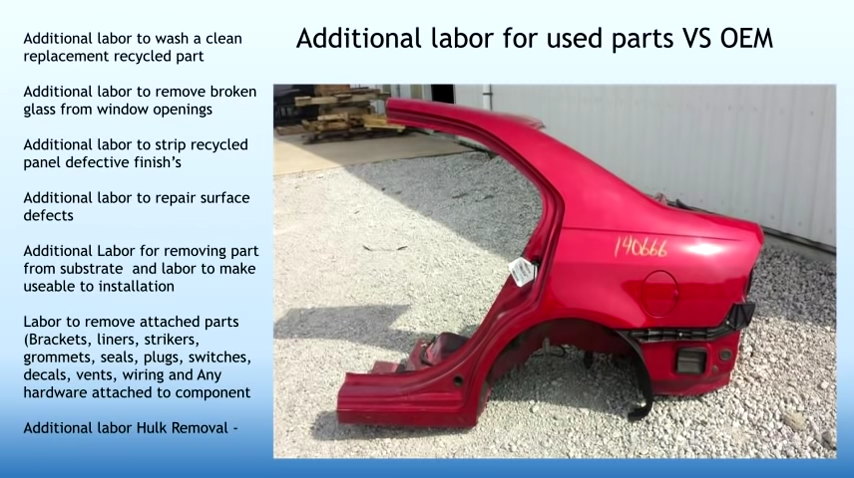 Additional labor for used parts VS OEM
Additional labor to wash a clean
replacement recycled part
Additional labor to remove broken
glass from window openings
Additional labor to strip recycled
panel defective finish’s
Additional labor to repair surface
defects
Additional Labor for removing part
from substrate and labor to make
useable to installation
Labor to remove attached parts
(Brackets, liners, strikers,
grommets, seals, plugs, switches,
decals, vents, wiring and Any
hardware attached to component
Additional labor Hulk Removal -
140666